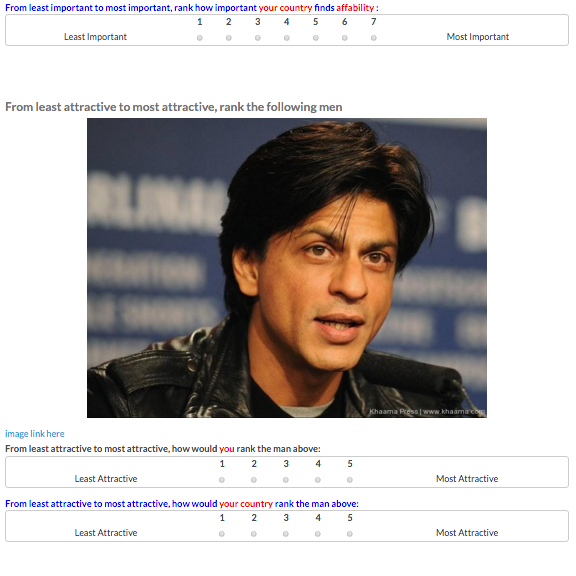 From least important to most important, rank how important your country finds affability :
1 2 3 4 5 6 7
Least Important Most Important
From least attractive to most attractive, rank the following men
Khaama Press | www.khaama.com
image link here
From least attractive to most attractive, how would you rank the man above:
1 2 3 4 5
Least Attractive Most Attractive
From least attractive to most attractive, how would your country rank the man above:
1 2 3 4 5
Least Attractive Most Attractive